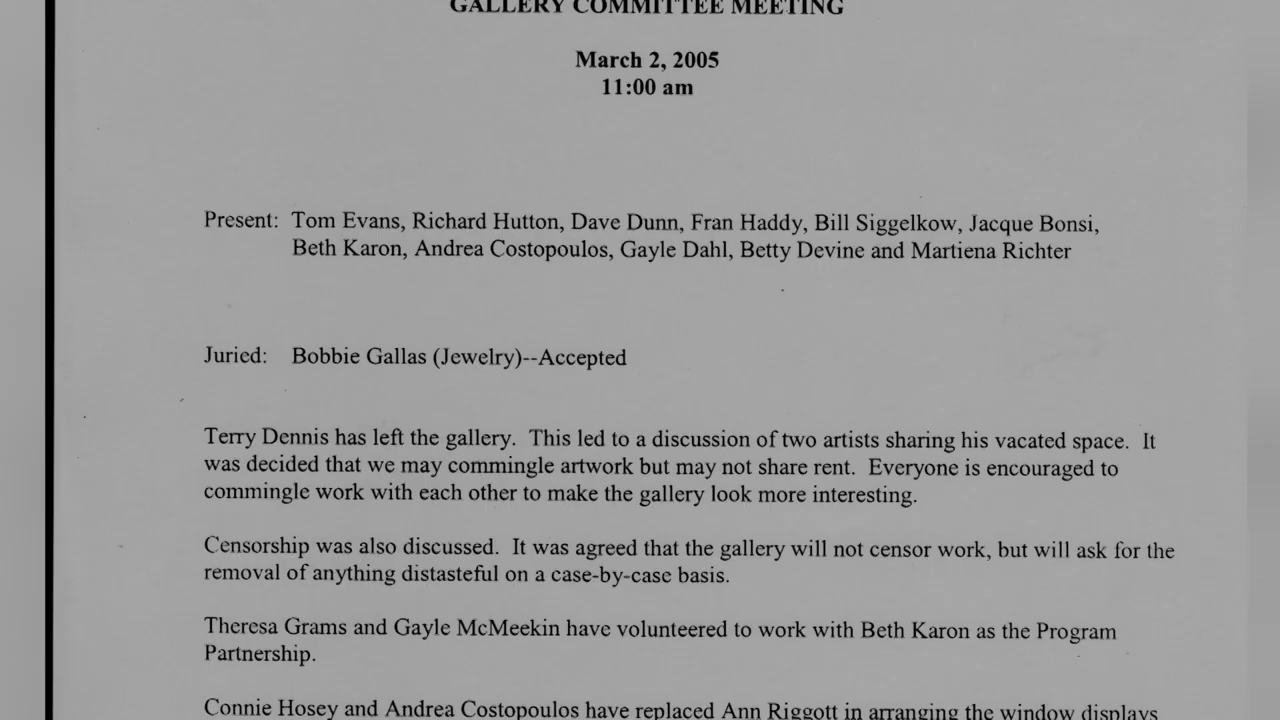 GALLERY COMMITTEE MEETING
March 2, 2005
11:00 am
Present: Tom Evans, Richard Hutton, Dave Dunn, Fran Haddy, Bill Siggelkow, Jacque Bonsi,
Beth Karon, Andrea Costopoulos, Gayle Dahl, Betty Devine and Martiena Richter
Juried: Bobbie Gallas (Jewelry)--Accepted
Terry Dennis has left the gallery. This led to a discussion of two artists sharing his vacated space. It
was decided that we may commingle artwork but may not share rent. Everyone is encouraged to
commingle work with each other to make the gallery look more interesting.
Censorship was also discussed. It was agreed that the gallery will not censor work, but will ask for the
removal of anything distasteful on a case-by-case basis.
Theresa Grams and Gayle McMeekin have volunteered to work with Beth Karon as the Program
Partnership.
Connie Hosey and Andrea Costopoulos have replaced Ann Riggott in arranging the window displays